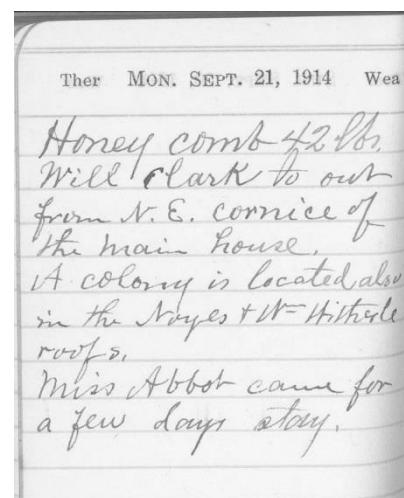 Ther MON. SEPT. 21, 1914 Wea
Honey comb 42 lbs.
Will Clark to out
from N. E. cornice of
the main house.
A colony is located also
in the Noyes + Wm Hitherle
roofs.
Miss Abbot came for
a few days stay.